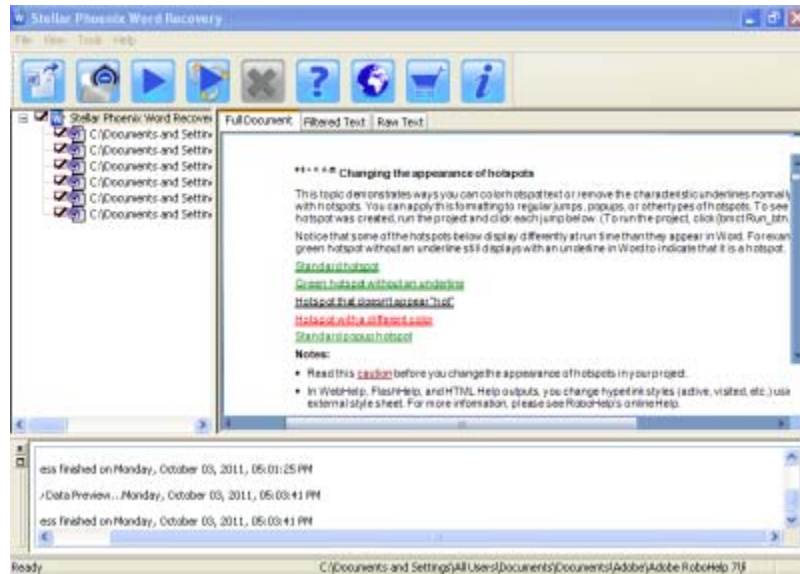 Stellar Phoenix Word Recovery
File View Tools Help
Stellar Phoenix Word Recover
C:\Documents and Settin
C:\Documents and Settin
C:\Documents and Settin
C:\Documents and Settin
C:\Documents and Settin
C:\Documents and Settin
Full Document Filtered Text Raw Text
Changing the appearance of hotspots
This topic demonstrates ways you can color hotspot text or remove the characteristic underlines normally
with hotspots. You can apply this formatting to regular jumps, popups, or other types of hotspots. To see
hotspot was created, run the project and click each jump below. (To run the project, click (bmct Run_btn.
Notice that some of the hotspots below display differently at run time than they appear in Word. For exam
green hotspot without an underline still displays with an underline in Word to indicate that it is a hotspot.
Standard hotspot
Green hotspot without an underline
Hotspot that doesn't appear "hot"
Hotspot with a different color
Standard popup hotspot
Notes:
• Read this caution before you change the appearance of hotspots in your project.
• In WebHelp, FlashHelp, and HTML Help outputs, you change hyperlink styles (active, visited, etc.) usi
external style sheet. For more information, please see RoboHelp's online Help.
ess finished on Monday, October 03, 2011, 05:01:25 PM
Data Preview...Monday, October 03, 2011, 05:03:41 PM
ess finished on Monday, October 03, 2011, 05:03:41 PM
Ready C:\Documents and Settings\All Users\Documents\Documents\Adobe\Adobe RoboHelp 7\